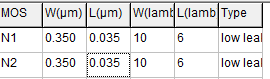 MOS W(µm) L(µm) W(lamb L(lamb Type
N1 0.350 0.035 10 6 low leal
N2 0.350 0.035 10 6 low leal